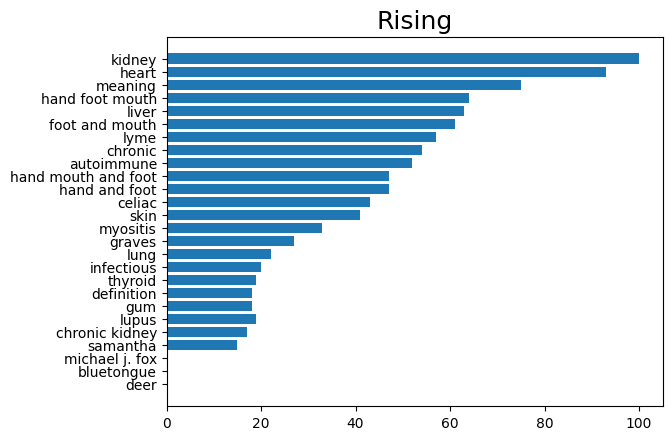 Rising
kidney
heart
meaning
hand foot mouth
liver
foot and mouth
lyme
chronic
autoimmune
hand mouth and foot
hand and foot
celiac
skin
myositis
graves
lung
infectious
thyroid
definition
gum
lupus
chronic kidney
samantha
michael j. fox
bluetongue
deer
0 20 40 60 80 100